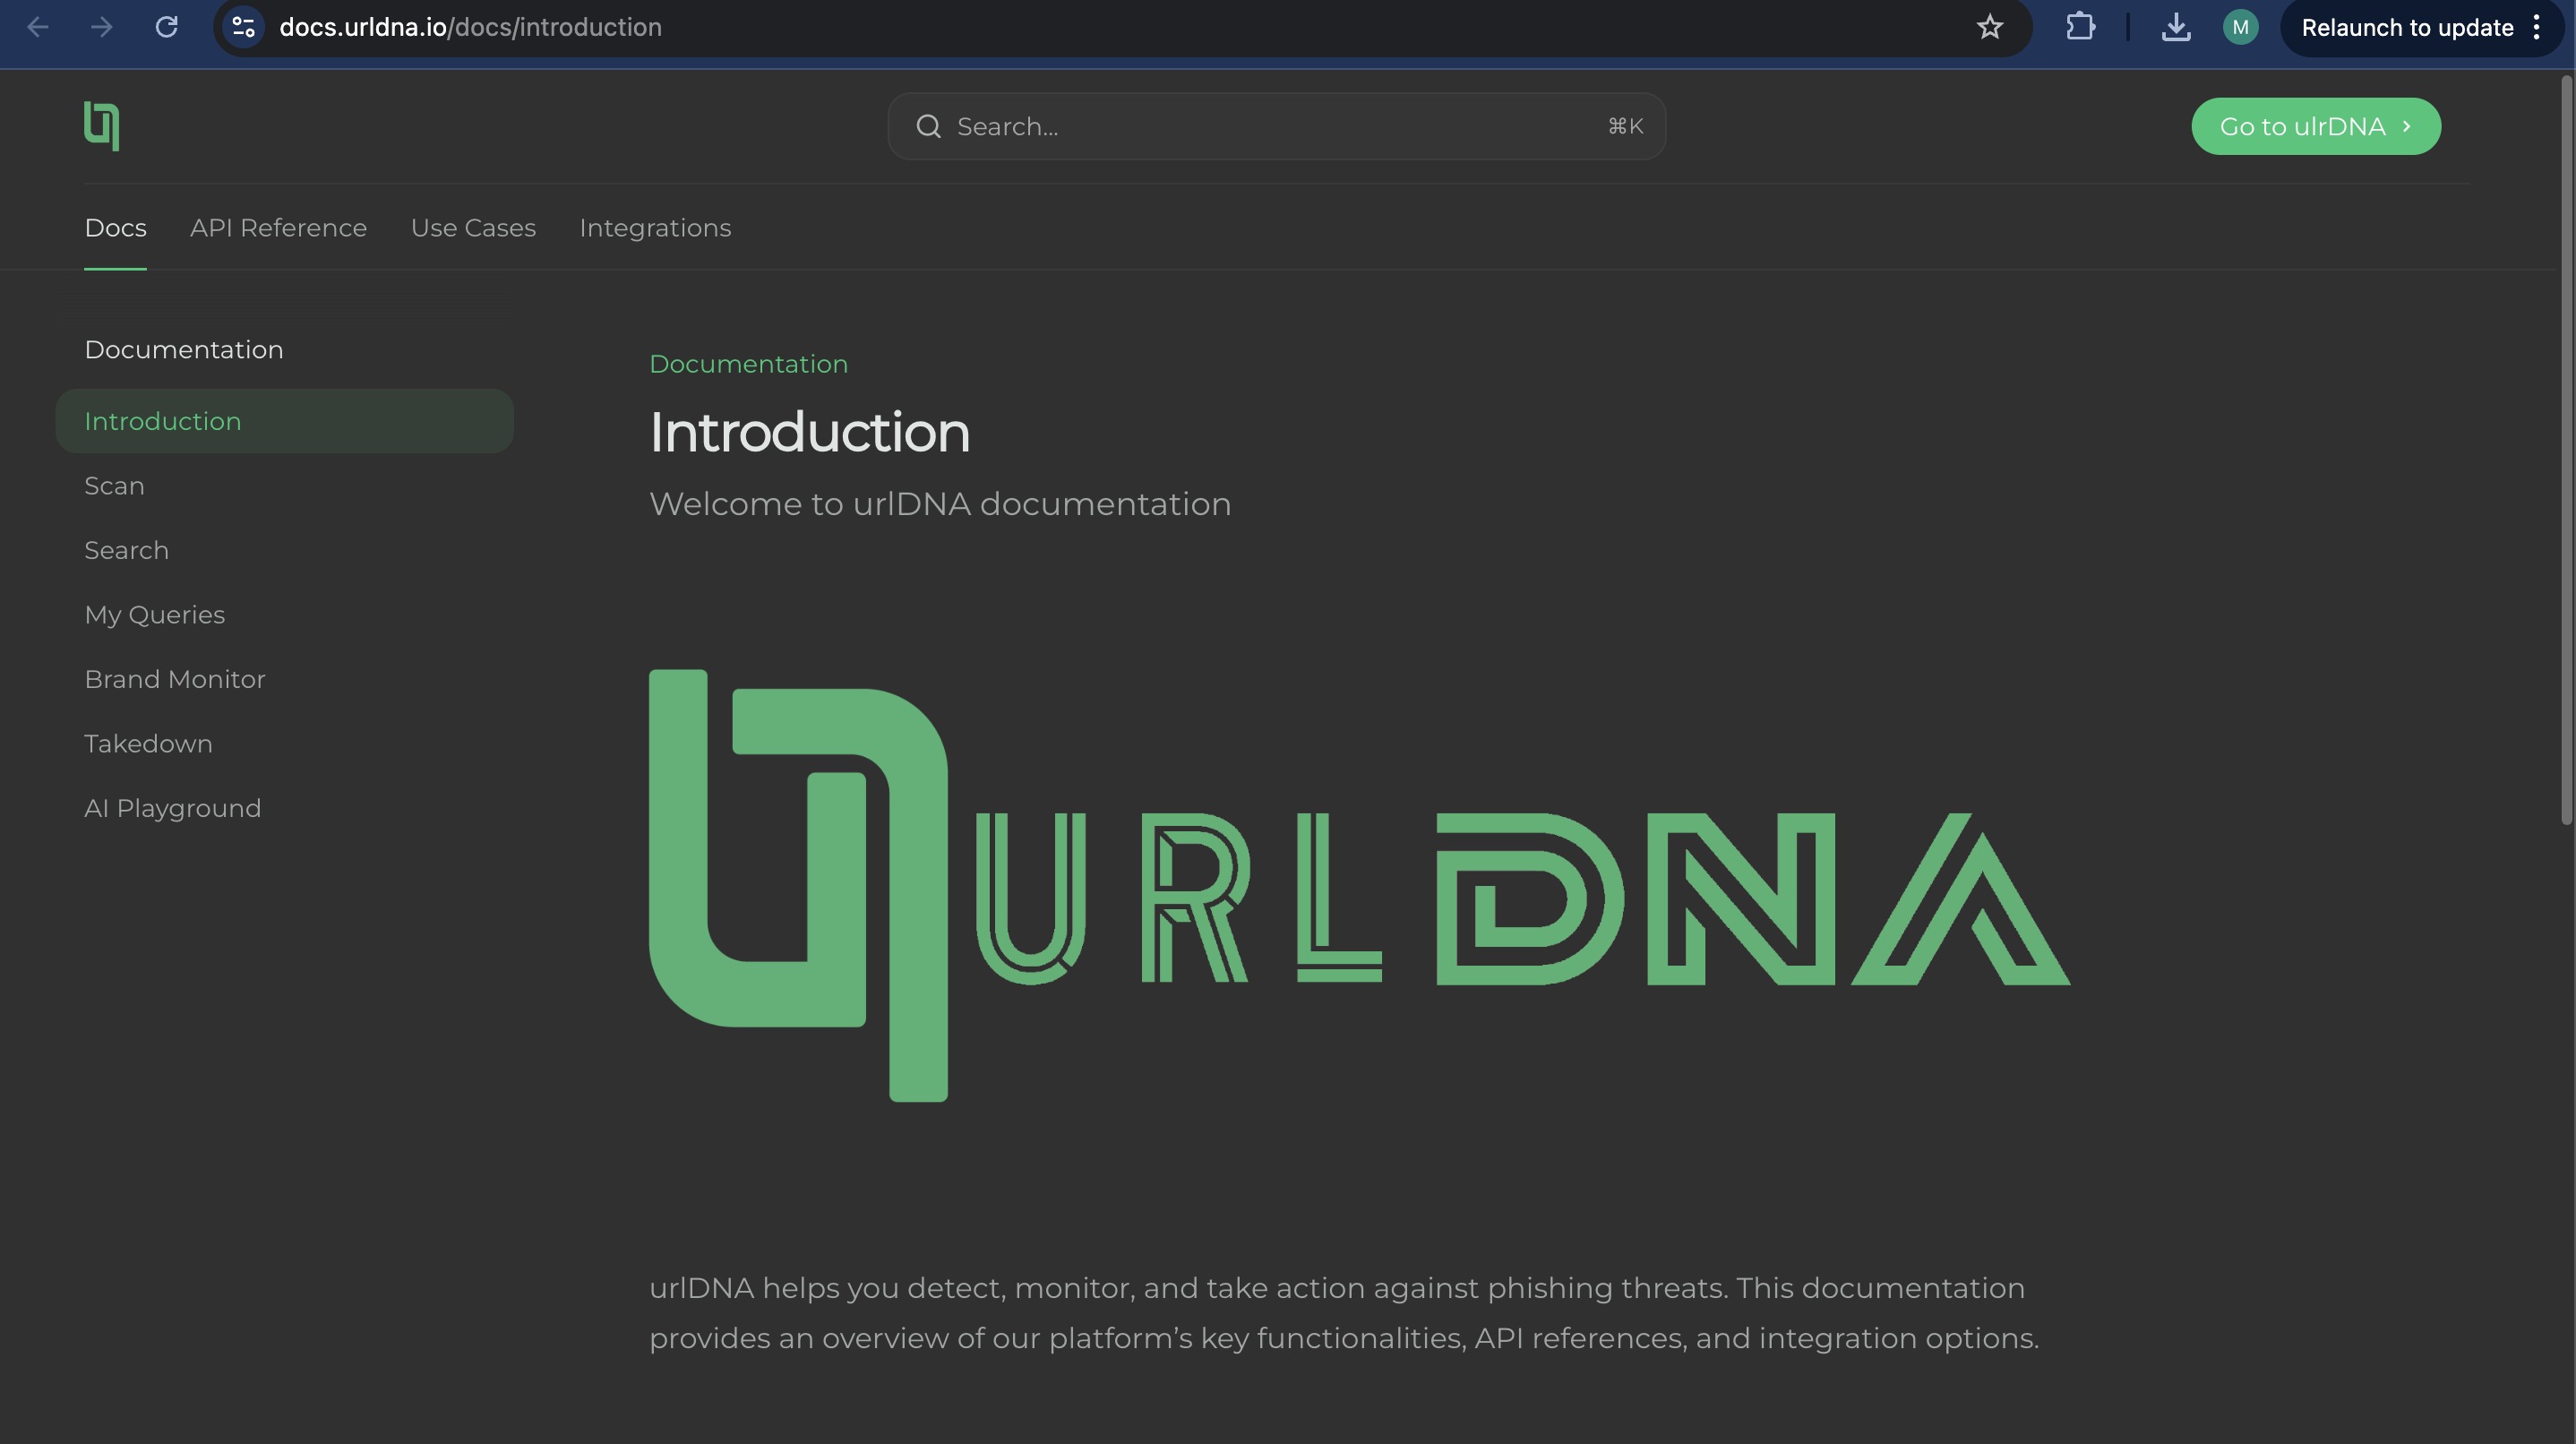 docs.urldna.io/docs/introduction
M
Relaunch to update
Search...
⌘K
Go to ulrDNA
Docs
API Reference
Use Cases
Integrations
Documentation
Introduction
Scan
Search
My Queries
Brand Monitor
Takedown
AI Playground
Documentation
Introduction
Welcome to urlDNA documentation
URLDNA
urlDNA helps you detect, monitor, and take action against phishing threats. This documentation
provides an overview of our platform’s key functionalities, API references, and integration options.